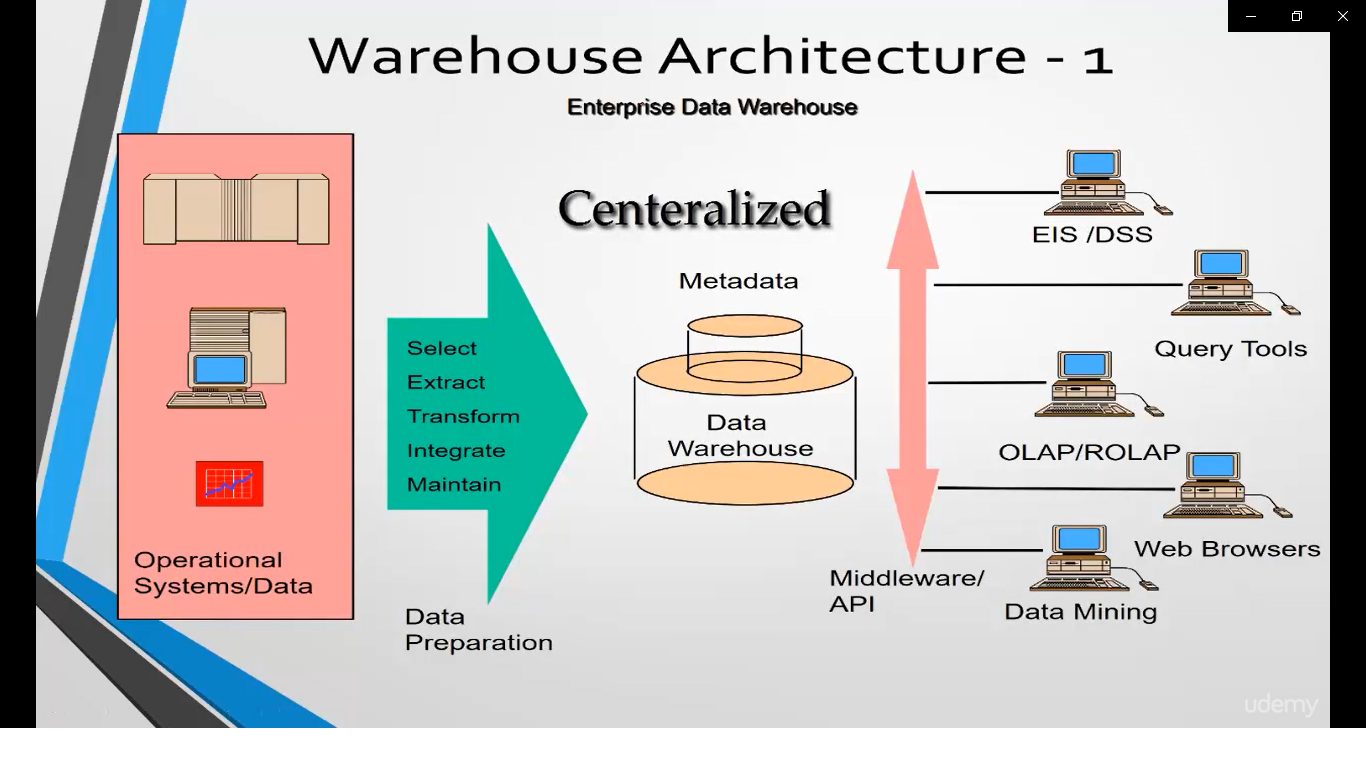 Warehouse Architecture - 1
Enterprise Data Warehouse
Centeralized
Operational
Systems/Data
Select
Extract
Transform
Integrate
Maintain
Data
Preparation
Metadata
Data
Warehouse
Middleware/
API
EIS /DSS
Query Tools
OLAP/ROLAP
Web Browsers
Data Mining
udemy